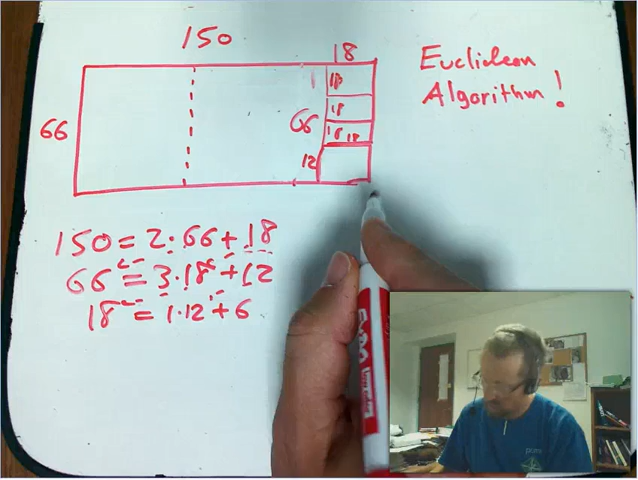 150
18
Euclidean
Algorithm!
18
18
66
66
18 18
12
150 = 2·66 + 18
66 = 3·18 + 12
18 = 1·12 + 6
EXPO